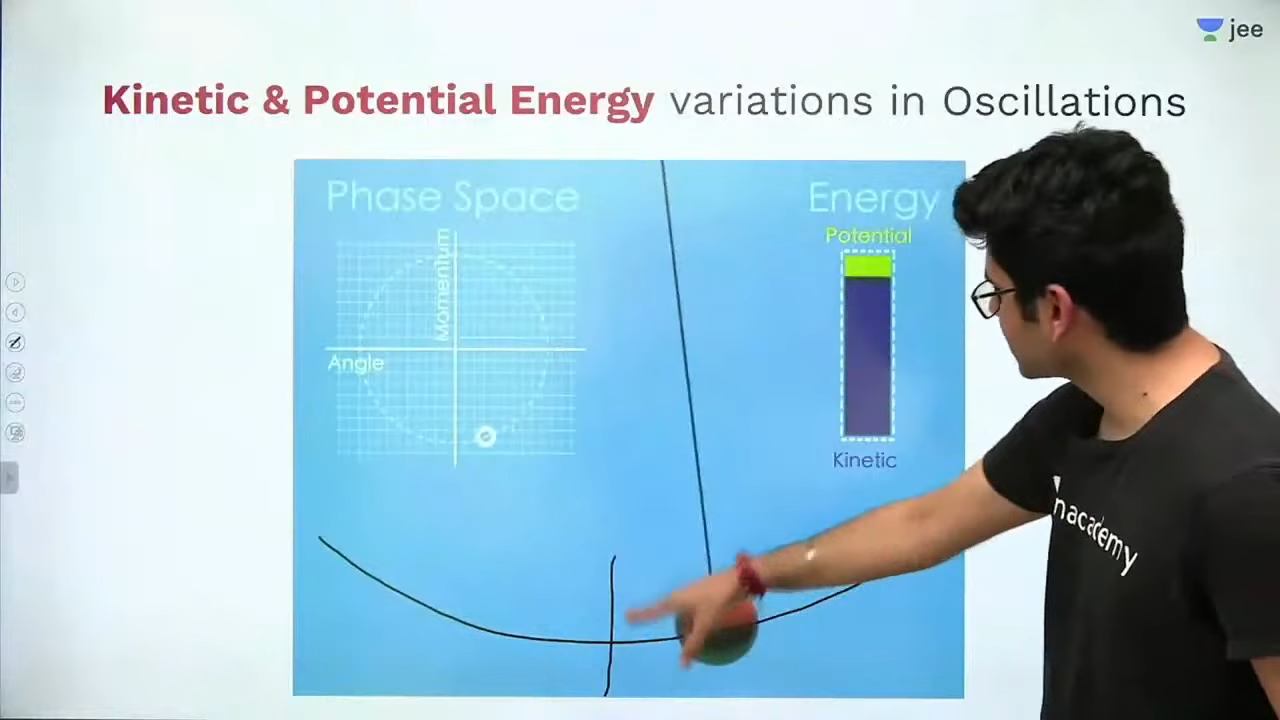 jee
Kinetic & Potential Energy variations in Oscillations
Phase Space
Energy
Potential
Momentum
Angle
Kinetic
nacademy